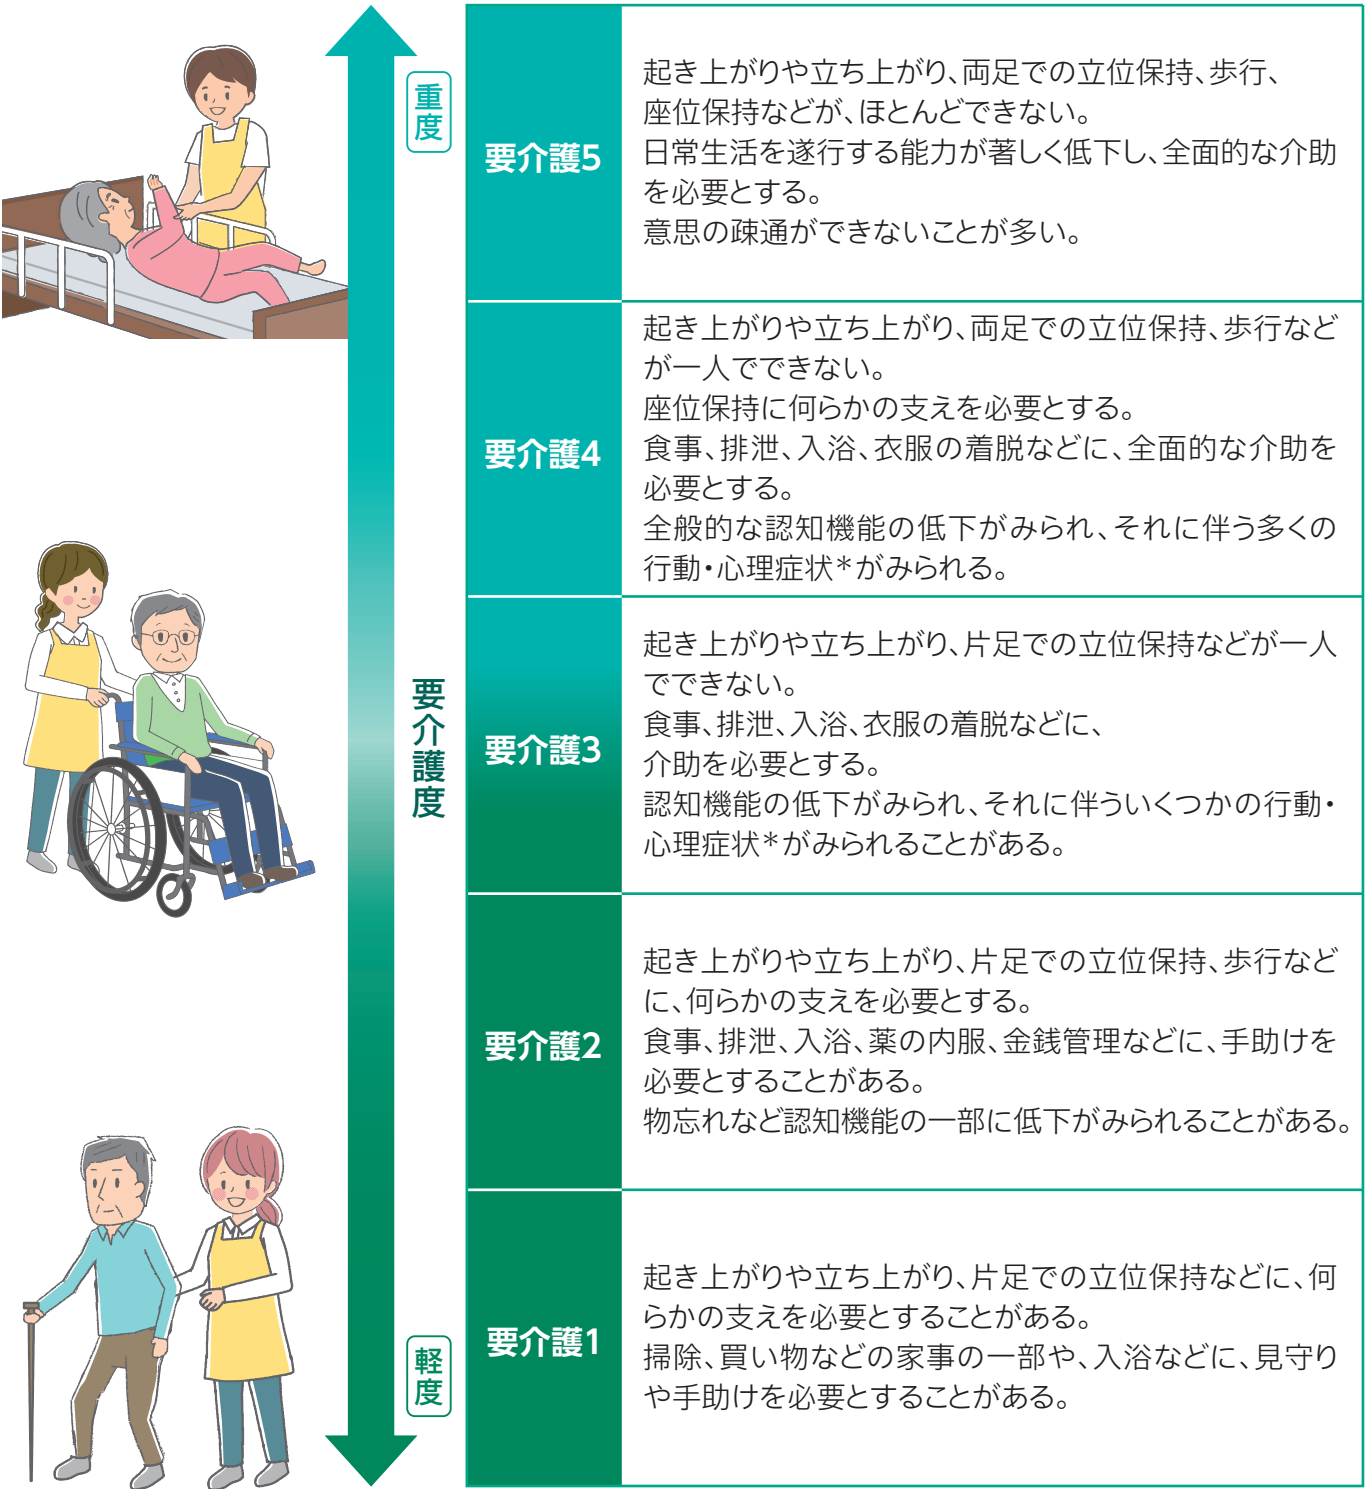 重度
要介護度
軽度
要介護5
起き上がりや立ち上がり、両足での立位保持、歩行、
座位保持などが、ほとんどできない。
日常生活を遂行する能力が著しく低下し、全面的な介助
を必要とする。
意思の疎通ができないことが多い。
要介護4
起き上がりや立ち上がり、両足での立位保持、歩行など
が一人でできない。
座位保持に何らかの支えを必要とする。
食事、排泄、入浴、衣服の着脱などに、全面的な介助を
必要とする。
全般的な認知機能の低下がみられ、それに伴う多くの
行動・心理症状＊がみられる。
要介護3
起き上がりや立ち上がり、片足での立位保持などが一人
でできない。
食事、排泄、入浴、衣服の着脱などに、
介助を必要とする。
認知機能の低下がみられ、それに伴ういくつかの行動・
心理症状＊がみられることがある。
要介護2
起き上がりや立ち上がり、片足での立位保持、歩行など
に、何らかの支えを必要とする。
食事、排泄、入浴、薬の内服、金銭管理などに、手助けを
必要とすることがある。
物忘れなど認知機能の一部に低下がみられることがある。
要介護1
起き上がりや立ち上がり、片足での立位保持などに、何
らかの支えを必要とすることがある。
掃除、買い物などの家事の一部や、入浴などに、見守り
や手助けを必要とすることがある。